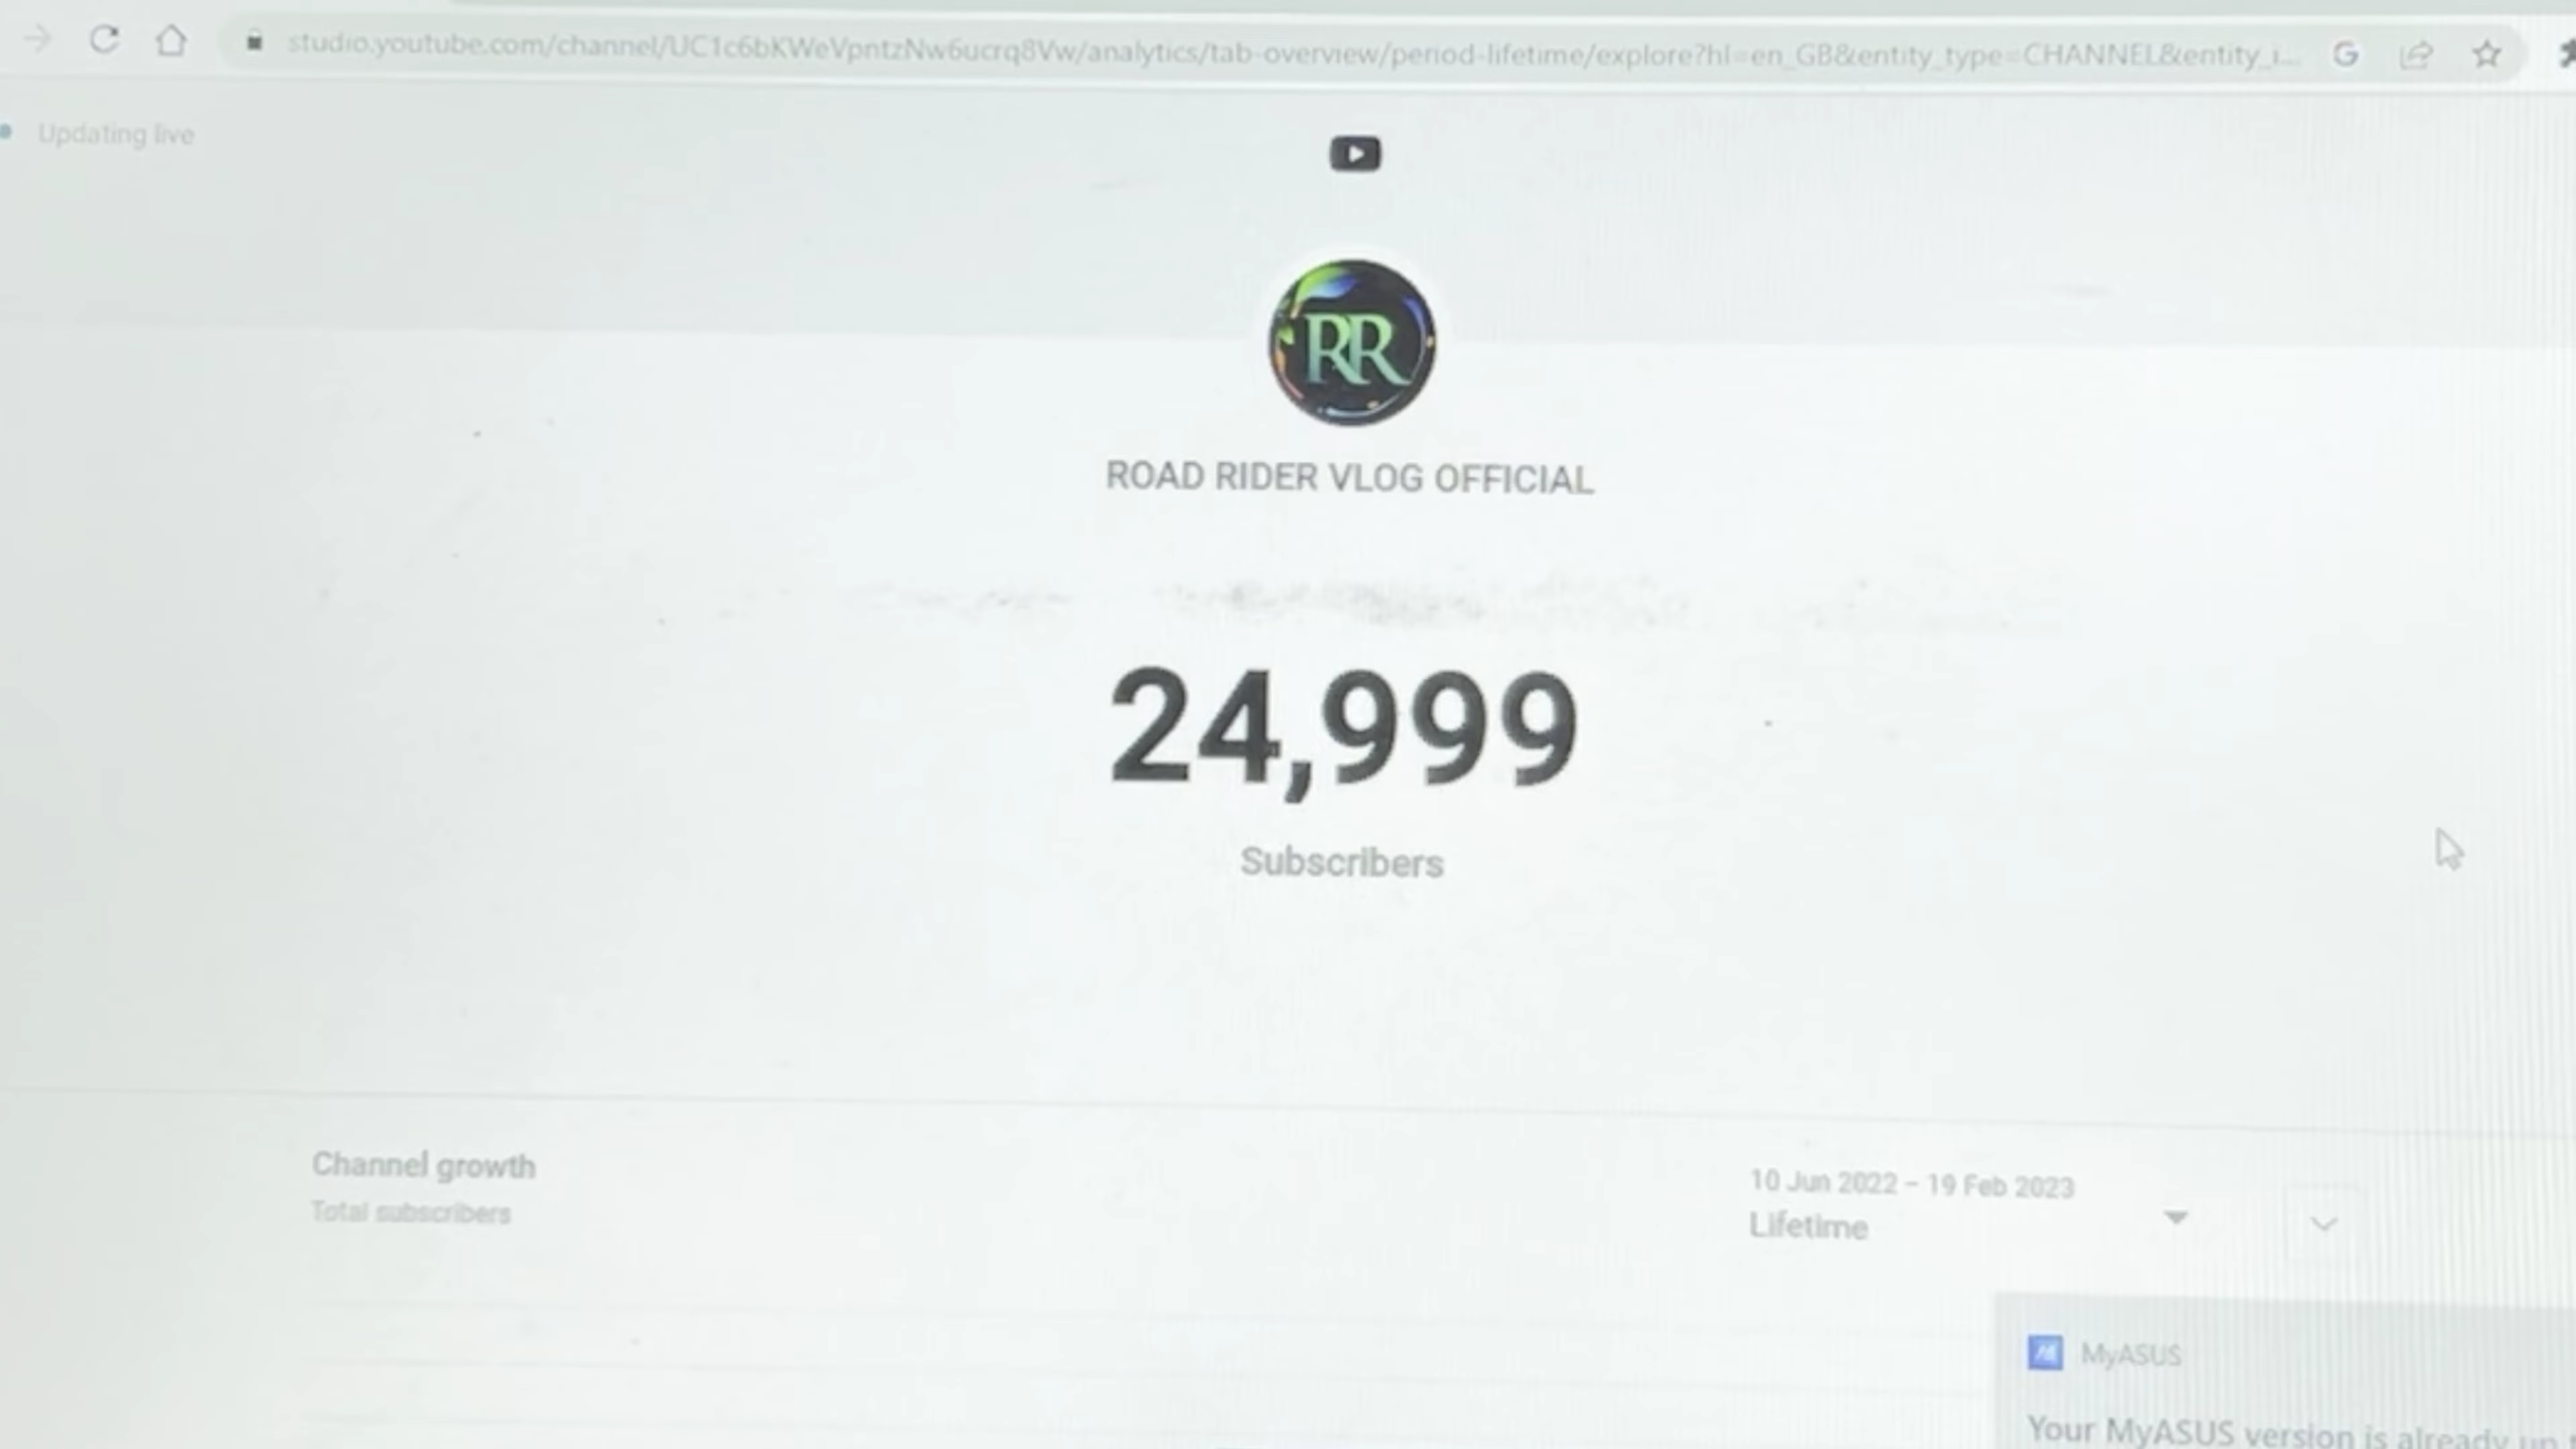 studio.youtube.com/channel/UC1c6bKWeVpntzNw6ucrq8Vw/analytics/tab-overview/period-lifetime/explore?hl=en_GB&entity_type=CHANNEL&entity_i...
Updating live
RR
ROAD RIDER VLOG OFFICIAL
24,999
Subscribers
Channel growth
Total subscribers
10 Jun 2022 – 19 Feb 2023
Lifetime
MyASUS
Your MyASUS version is already up